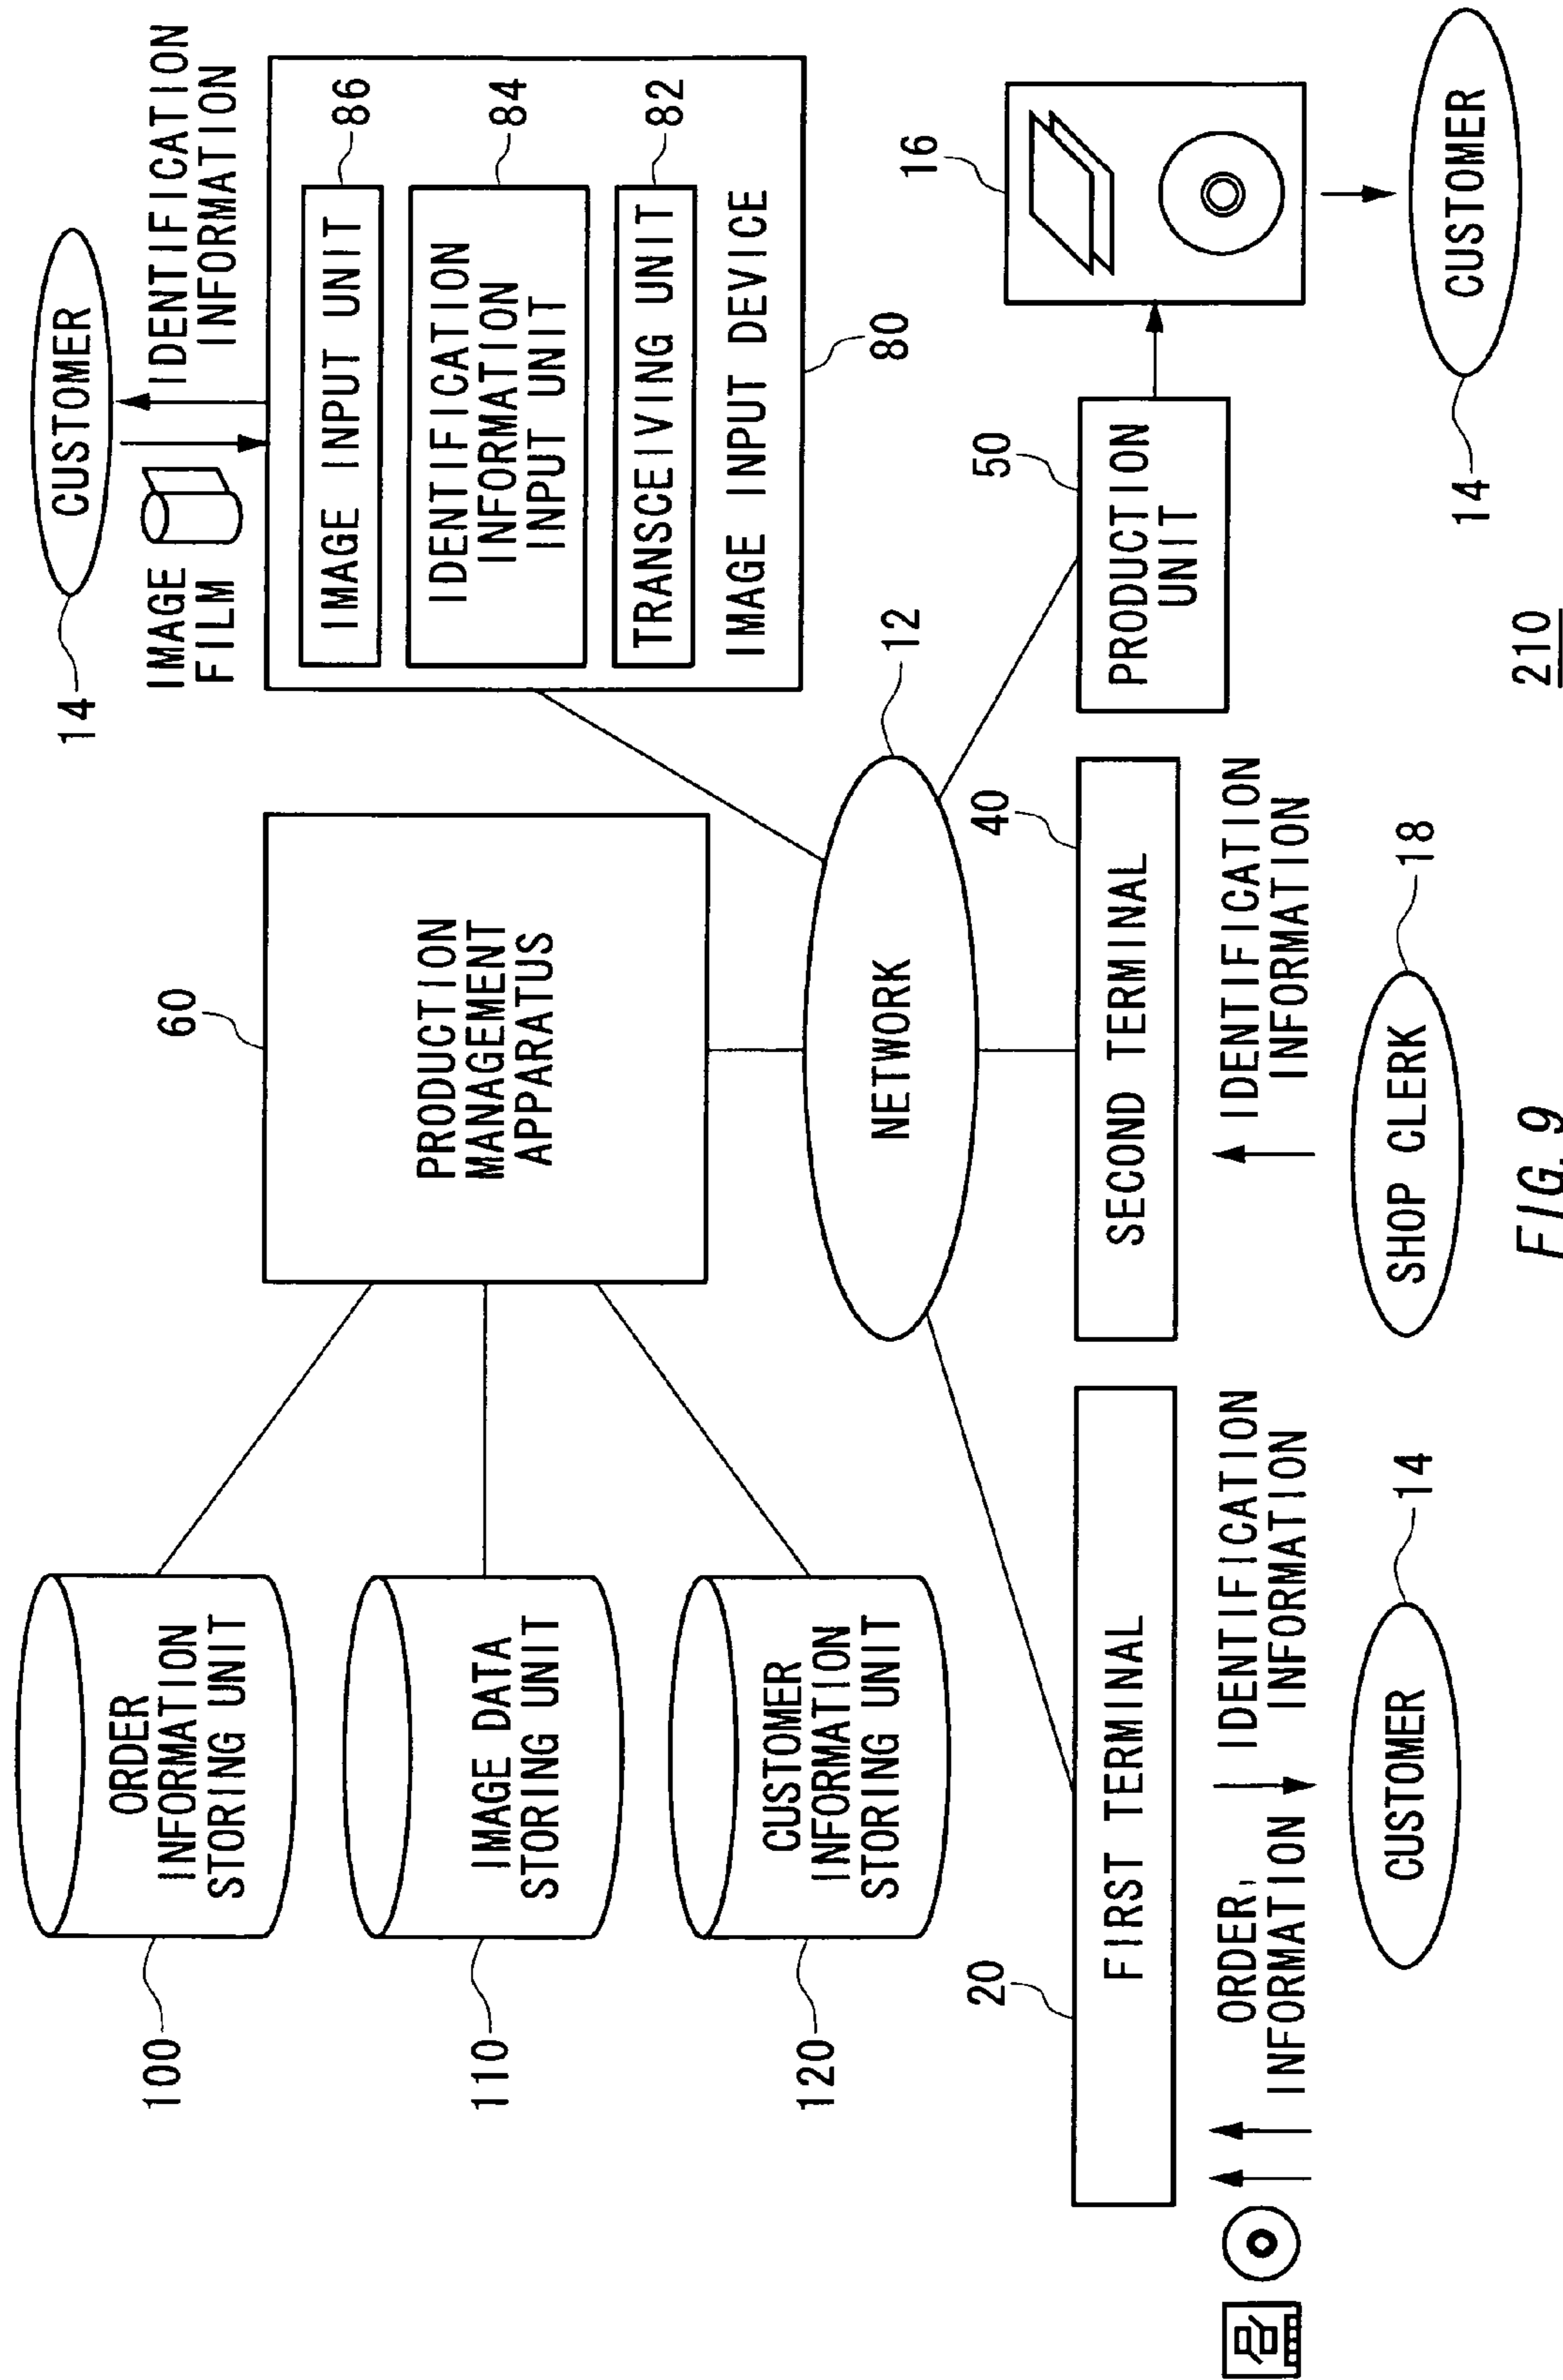 100
ORDER
INFORMATION
STORING UNIT
110
IMAGE DATA
STORING UNIT
120
CUSTOMER
INFORMATION
STORING UNIT
60
PRODUCTION
MANAGEMENT
APPARATUS
14
CUSTOMER
IMAGE
FILM
IDENTIFICATION
INFORMATION
IMAGE INPUT UNIT
86
IDENTIFICATION
INFORMATION
INPUT UNIT
84
TRANSCEIVING UNIT
82
IMAGE INPUT DEVICE
80
NETWORK
12
20
FIRST TERMINAL
ORDER,
INFORMATION
IDENTIFICATION
INFORMATION
CUSTOMER
14
40
SECOND TERMINAL
IDENTIFICATION
INFORMATION
SHOP CLERK
18
50
PRODUCTION
UNIT
16
14
CUSTOMER
210
FIG. 9